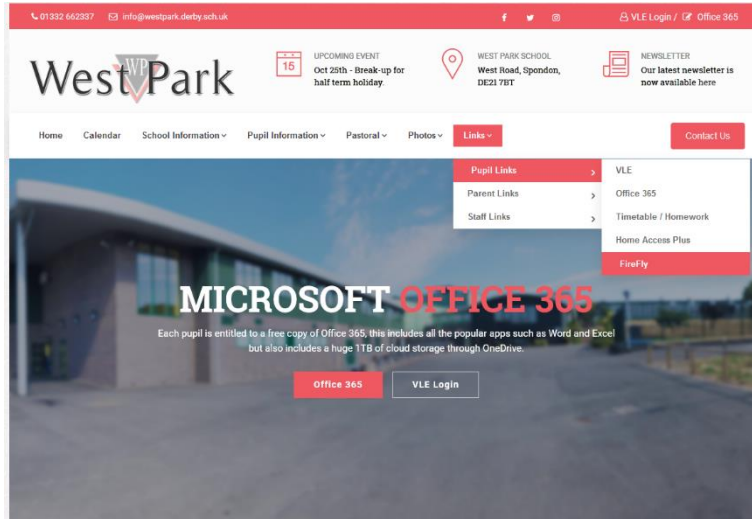 01332 662337 info@westpark.derby.sch.uk VLE Login / Office 365
West Park
WP
15
UPCOMING EVENT
Oct 25th - Break-up for
half term holiday.
WEST PARK SCHOOL
West Road, Spondon,
DE21 7BT
NEWSLETTER
Our latest newsletter is
now available here
Home Calendar School Information Pupil Information Pastoral Photos Links Contact Us
Pupil Links
Parent Links
Staff Links
VLE
Office 365
Timetable / Homework
Home Access Plus
FireFly
MICROSOFT OFFICE 365
Each pupil is entitled to a free copy of Office 365, this includes all the popular apps such as Word and Excel
but also includes a huge 1TB of cloud storage through OneDrive.
Office 365 VLE Login